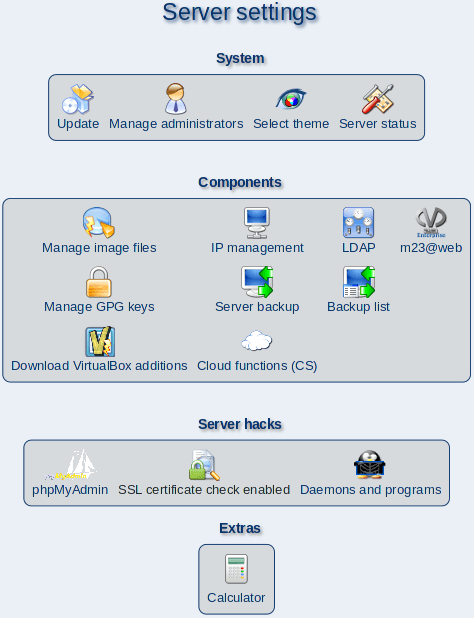 Server settings
System
Update Manage administrators Select theme Server status
Components
Manage image files IP management LDAP m23@web
Manage GPG keys Server backup Backup list
Download VirtualBox additions Cloud functions (CS)
Server hacks
phpMyAdmin SSL certificate check enabled Daemons and programs
Extras
Calculator